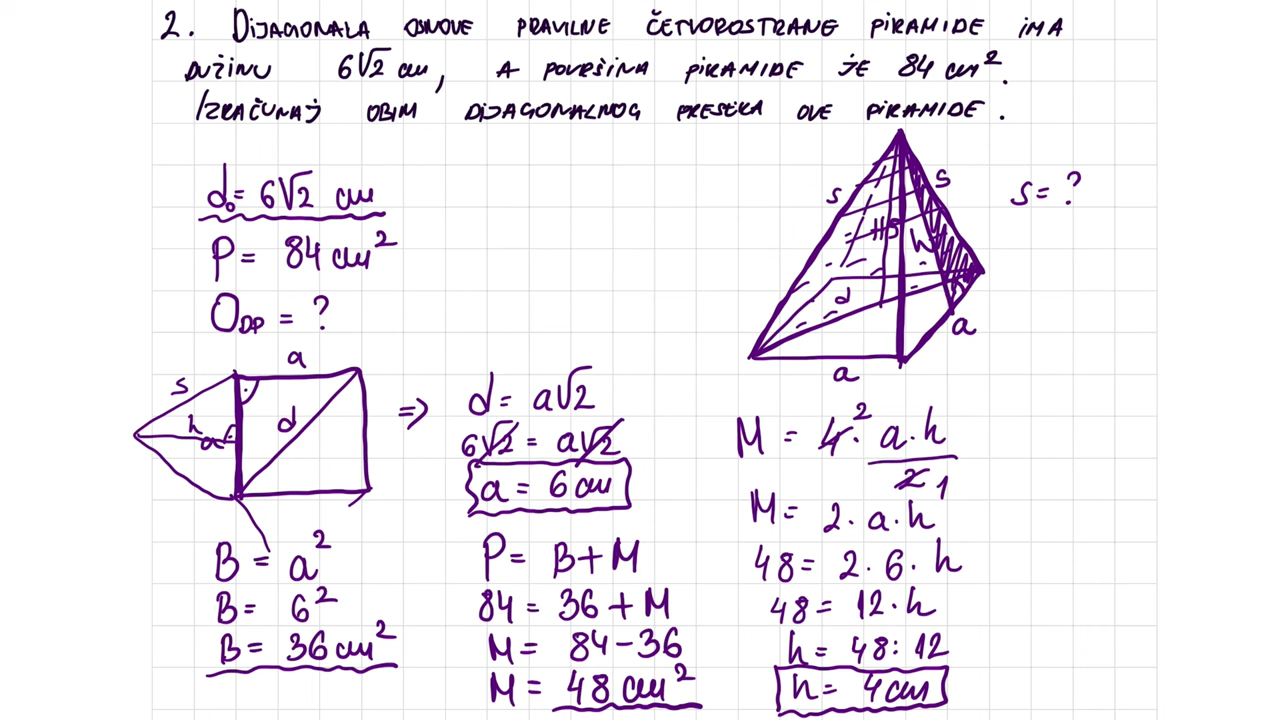 2. DIJAGONALA OSNOVE PRAVILNE ČETVOROSTRANE PIRAMIDE IMA
DUŽINU 6√2 cm, A POVRŠINA PIRAMIDE JE 84 cm².
IZRAČUNAJ OBIM DIJAGONALNOG PRESEKA OVE PIRAMIDE.
d₀ = 6√2 cm
P = 84 cm²
O_DP = ?
s
s
s = ?
H
h
d
a
a
a
s
h
a
d
⇒
d = a√2
6√2 = a√2
a = 6 cm
B = a²
B = 6²
B = 36 cm²
P = B + M
84 = 36 + M
M = 84 - 36
M = 48 cm²
M = 4·² a·h
2 1
M = 2·a·h
48 = 2·6·h
48 = 12·h
h = 48:12
h = 4 cm